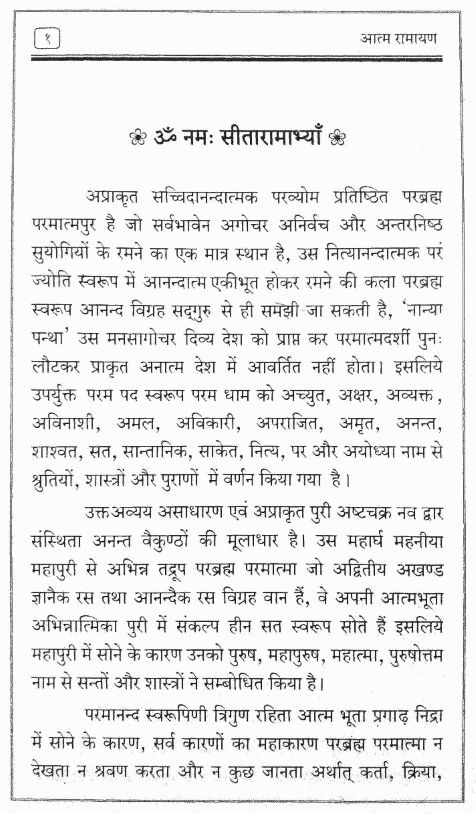 १
आत्म रामायण
ॐ नमः सीतारामाभ्याँ
अप्राकृत सच्चिदानन्दात्मक परव्योम प्रतिष्ठित परब्रह्म
परमात्मपुर है जो सर्वभावेन अगोचर अनिर्वच और अन्तरनिष्ठ
सुयोगियों के रमने का एक मात्र स्थान है, उस नित्यानन्दात्मक परं
ज्योति स्वरूप में आनन्दात्म एकीभूत होकर रमने की कला परब्रह्म
स्वरूप आनन्द विग्रह सद्गुरु से ही समझी जा सकती है, 'नान्या
पन्था' उस मनसागोचर दिव्य देश को प्राप्त कर परमात्मदर्शी पुनः
लौटकर प्राकृत अनात्म देश में आवर्तित नहीं होता। इसलिये
उपर्युक्त परम पद स्वरूप परम धाम को अच्युत, अक्षर, अव्यक्त,
अविनाशी, अमल, अविकारी, अपराजित, अमृत, अनन्त,
शाश्वत, सत, सान्तानिक, साकेत, नित्य, पर और अयोध्या नाम से
श्रुतियों, शास्त्रों और पुराणों में वर्णन किया गया है।
उक्त अव्यय असाधारण एवं अप्राकृत पुरी अष्टचक्र नव द्वार
संस्थिता अनन्त वैकुण्ठों की मूलाधार है। उस महार्घ महनीया
महापुरी से अभिन्न तद्रूप परब्रह्म परमात्मा जो अद्वितीय अखण्ड
ज्ञानैक रस तथा आनन्दैक रस विग्रह वान हैं, वे अपनी आत्मभूता
अभिन्नात्मिका पुरी में संकल्प हीन सत स्वरूप सोते हैं इसलिये
महापुरी में सोने के कारण उनको पुरुष, महापुरुष, महात्मा, पुरुषोत्तम
नाम से सन्तों और शास्त्रों ने सम्बोधित किया है।
परमानन्द स्वरूपिणी त्रिगुण रहिता आत्म भूता प्रगाढ़ निद्रा
में सोने के कारण, सर्व कारणों का महाकारण परब्रह्म परमात्मा न
देखता न श्रवण करता और न कुछ जानता अर्थात् कर्ता, क्रिया,